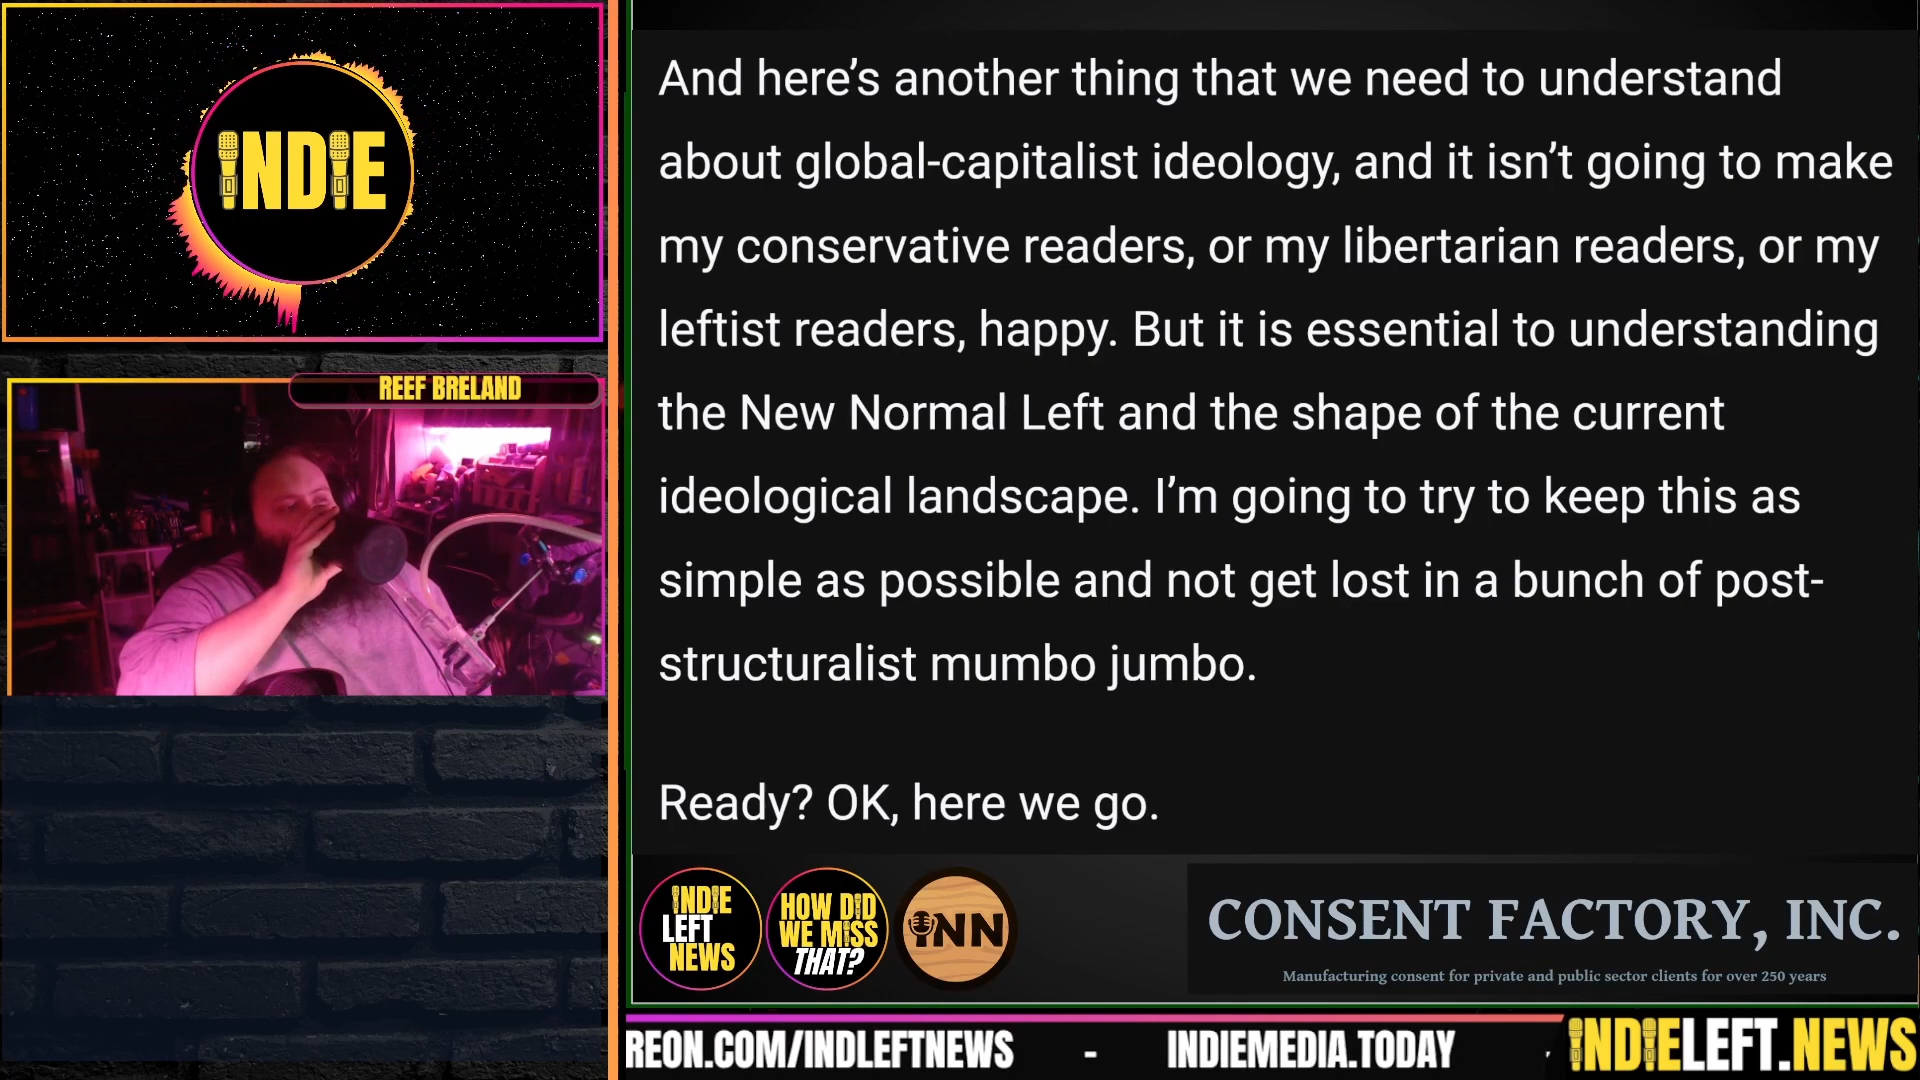 INDIE
REEF BRELAND
And here’s another thing that we need to understand
about global-capitalist ideology, and it isn’t going to make
my conservative readers, or my libertarian readers, or my
leftist readers, happy. But it is essential to understanding
the New Normal Left and the shape of the current
ideological landscape. I’m going to try to keep this as
simple as possible and not get lost in a bunch of post-
structuralist mumbo jumbo.
Ready? OK, here we go.
INDIE
LEFT
NEWS
HOW DID
WE MISS
THAT?
INN
CONSENT FACTORY, INC.
Manufacturing consent for private and public sector clients for over 250 years
REON.COM/INDLEFTNEWS - INDIEMEDIA.TODAY
INDIELEFT.NEWS